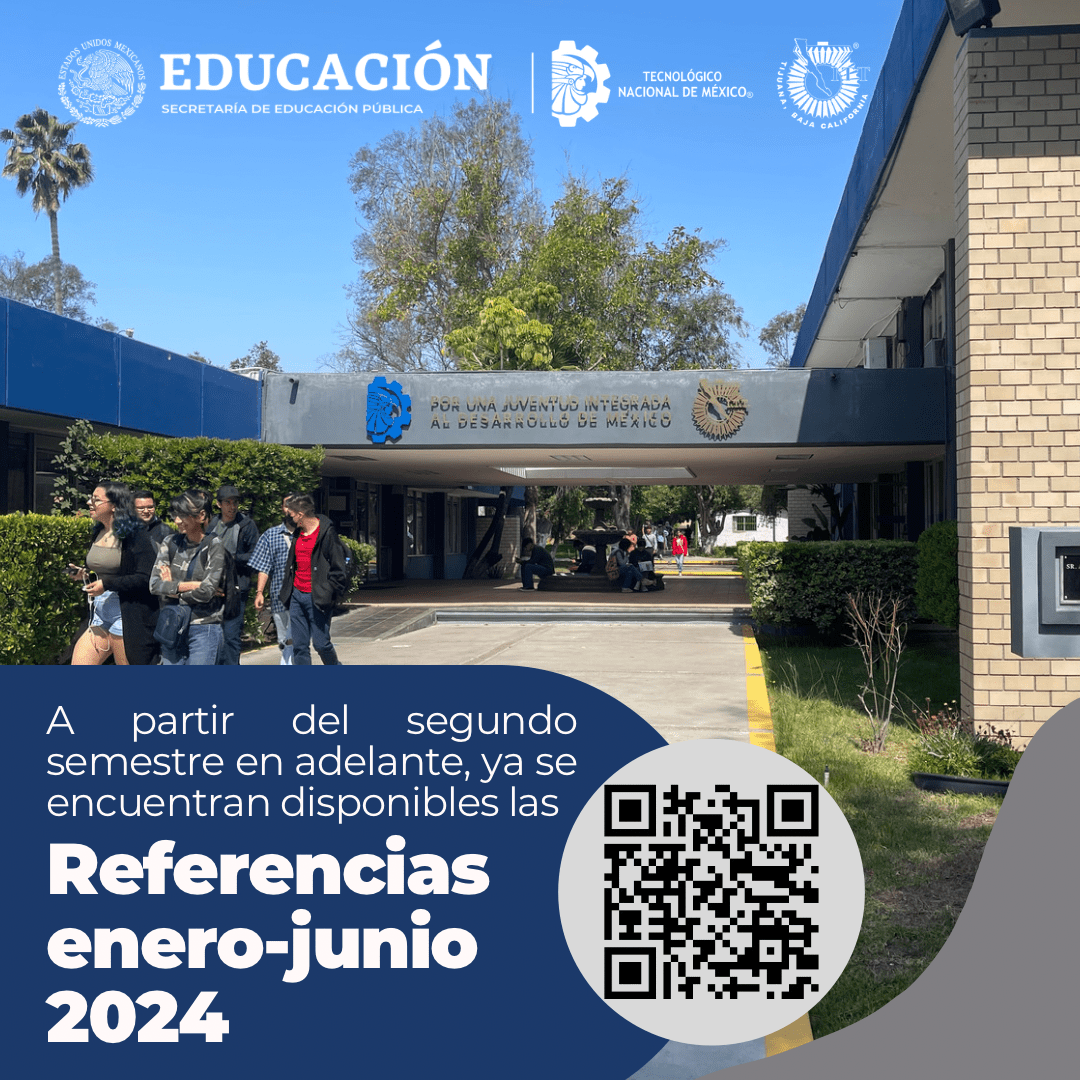 ESTADOS UNIDOS MEXICANOS
EDUCACIÓN
SECRETARÍA DE EDUCACIÓN PÚBLICA
TECNOLÓGICO
NACIONAL DE MÉXICO®
TIJUANA, BAJA CALIFORNIA
POR UNA JUVENTUD INTEGRADA
AL DESARROLLO DE MÉXICO
A partir del segundo
semestre en adelante, ya se
encuentran disponibles las
Referencias
enero-junio
2024